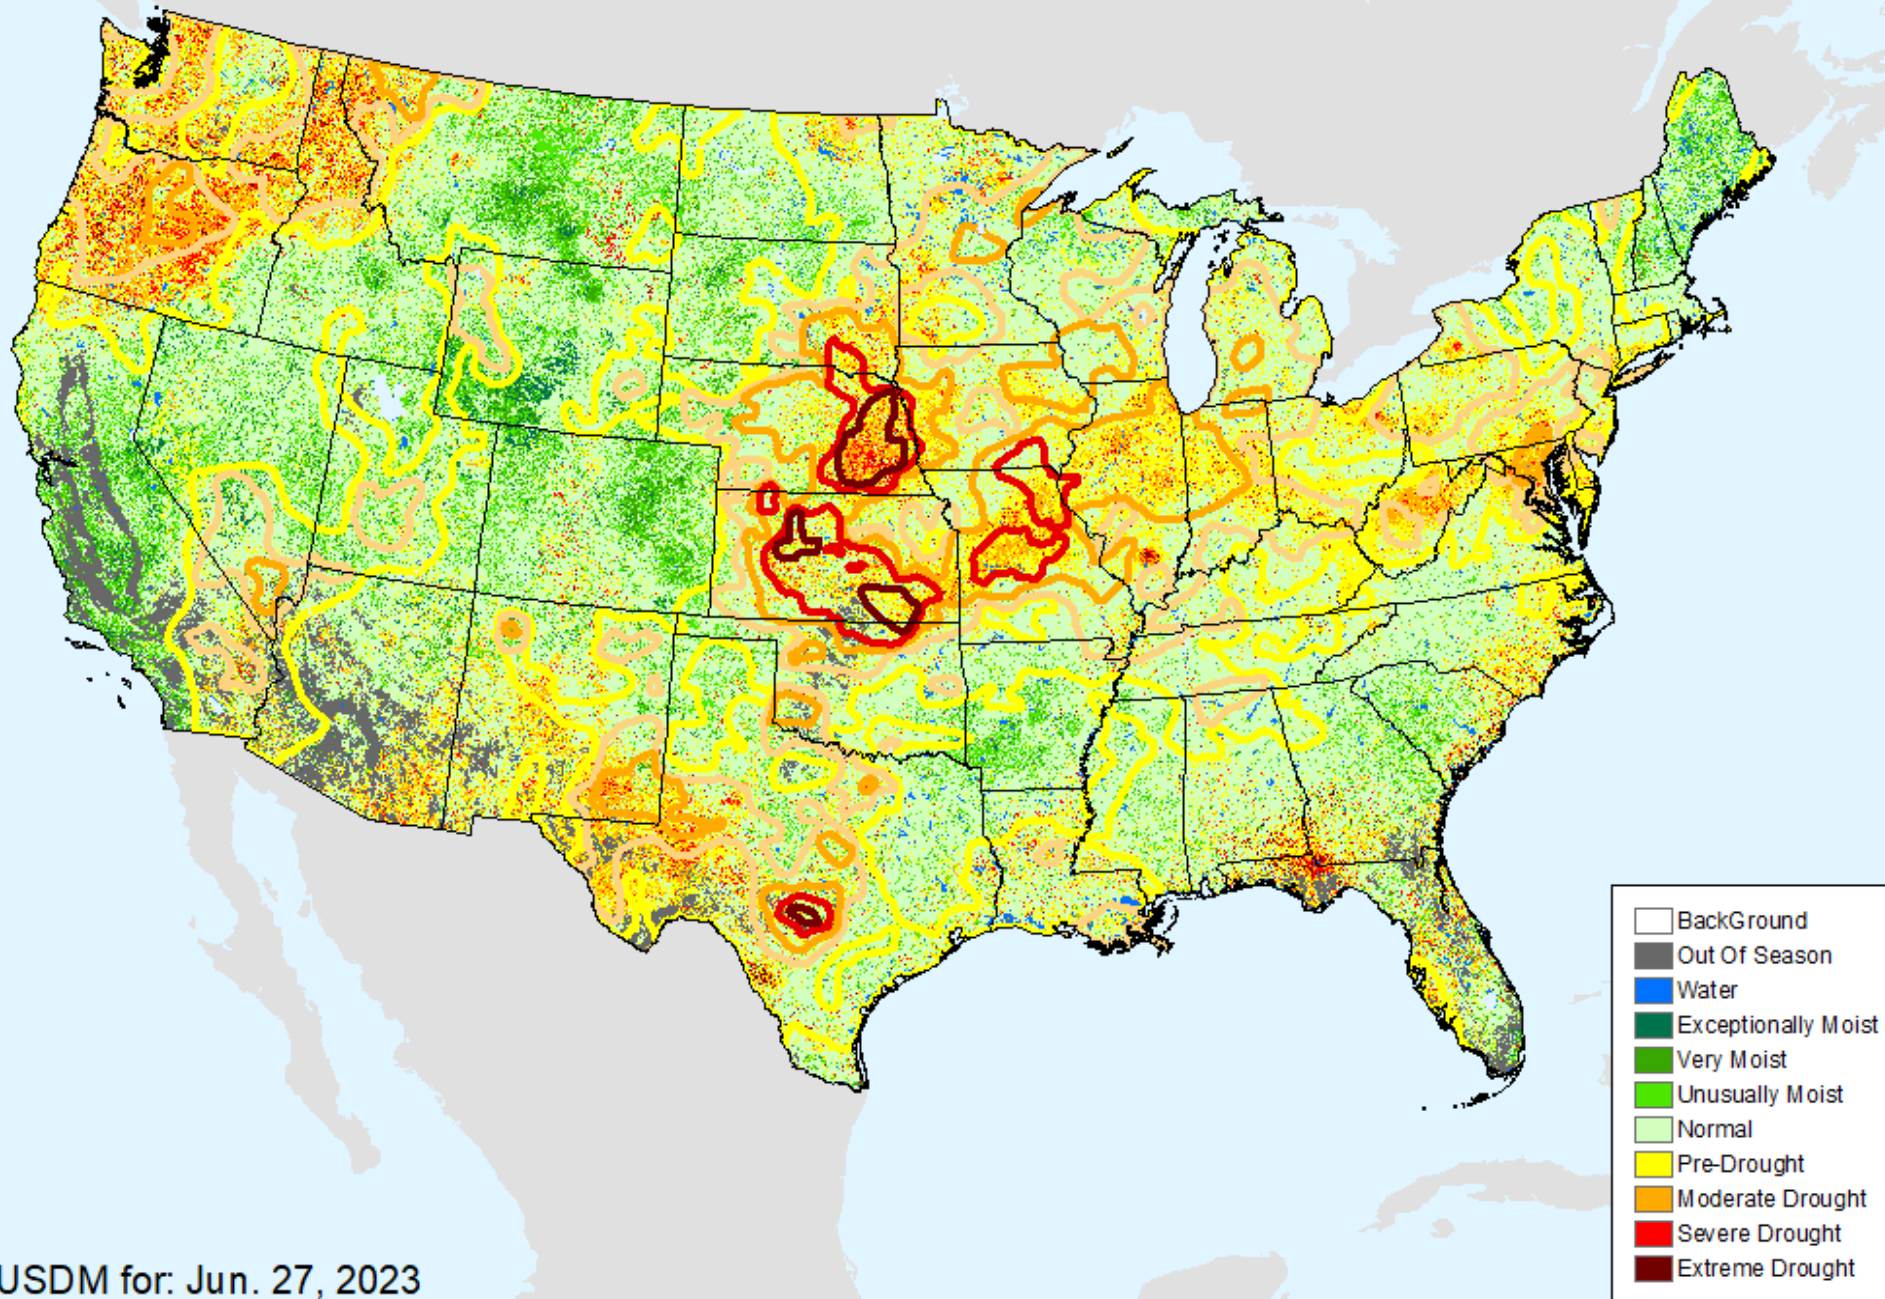 BackGround
Out Of Season
Water
Exceptionally Moist
Very Moist
Unusually Moist
Normal
Pre-Drought
Moderate Drought
Severe Drought
Extreme Drought
USDM for: Jun. 27, 2023